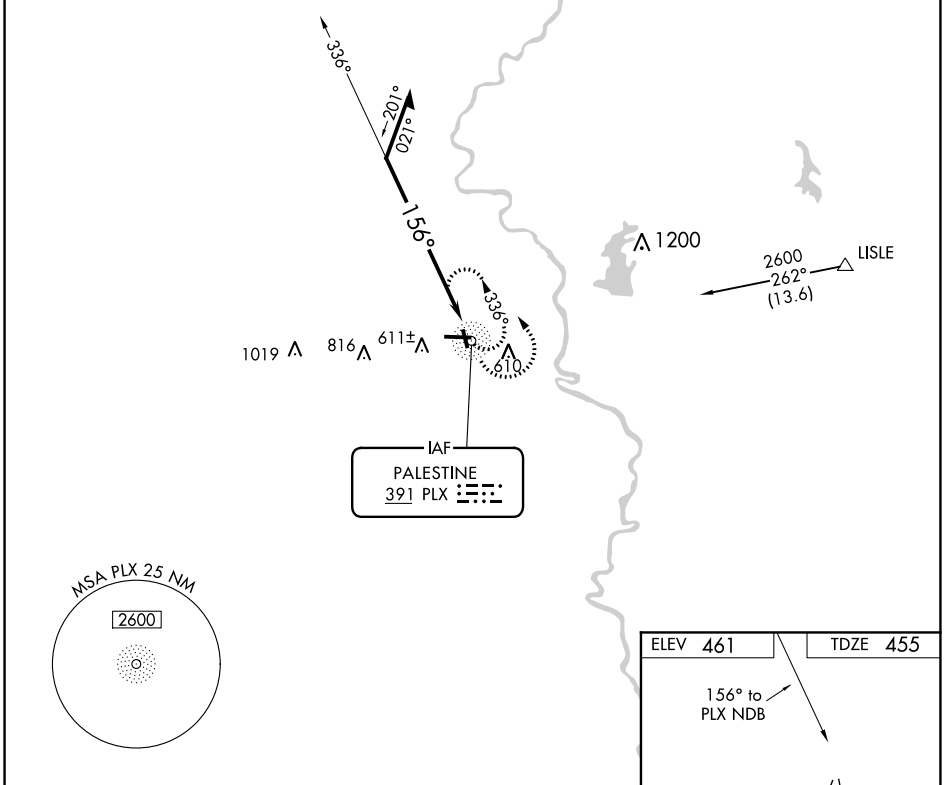 336°
201°
021°
156°
1200
LISLE
2600
262°
(13.6)
336°
1019
816
611±
610
IAF
PALESTINE
391 PLX
MSA PLX 25 NM
2600
ELEV 461
TDZE 455
156° to
PLX NDB